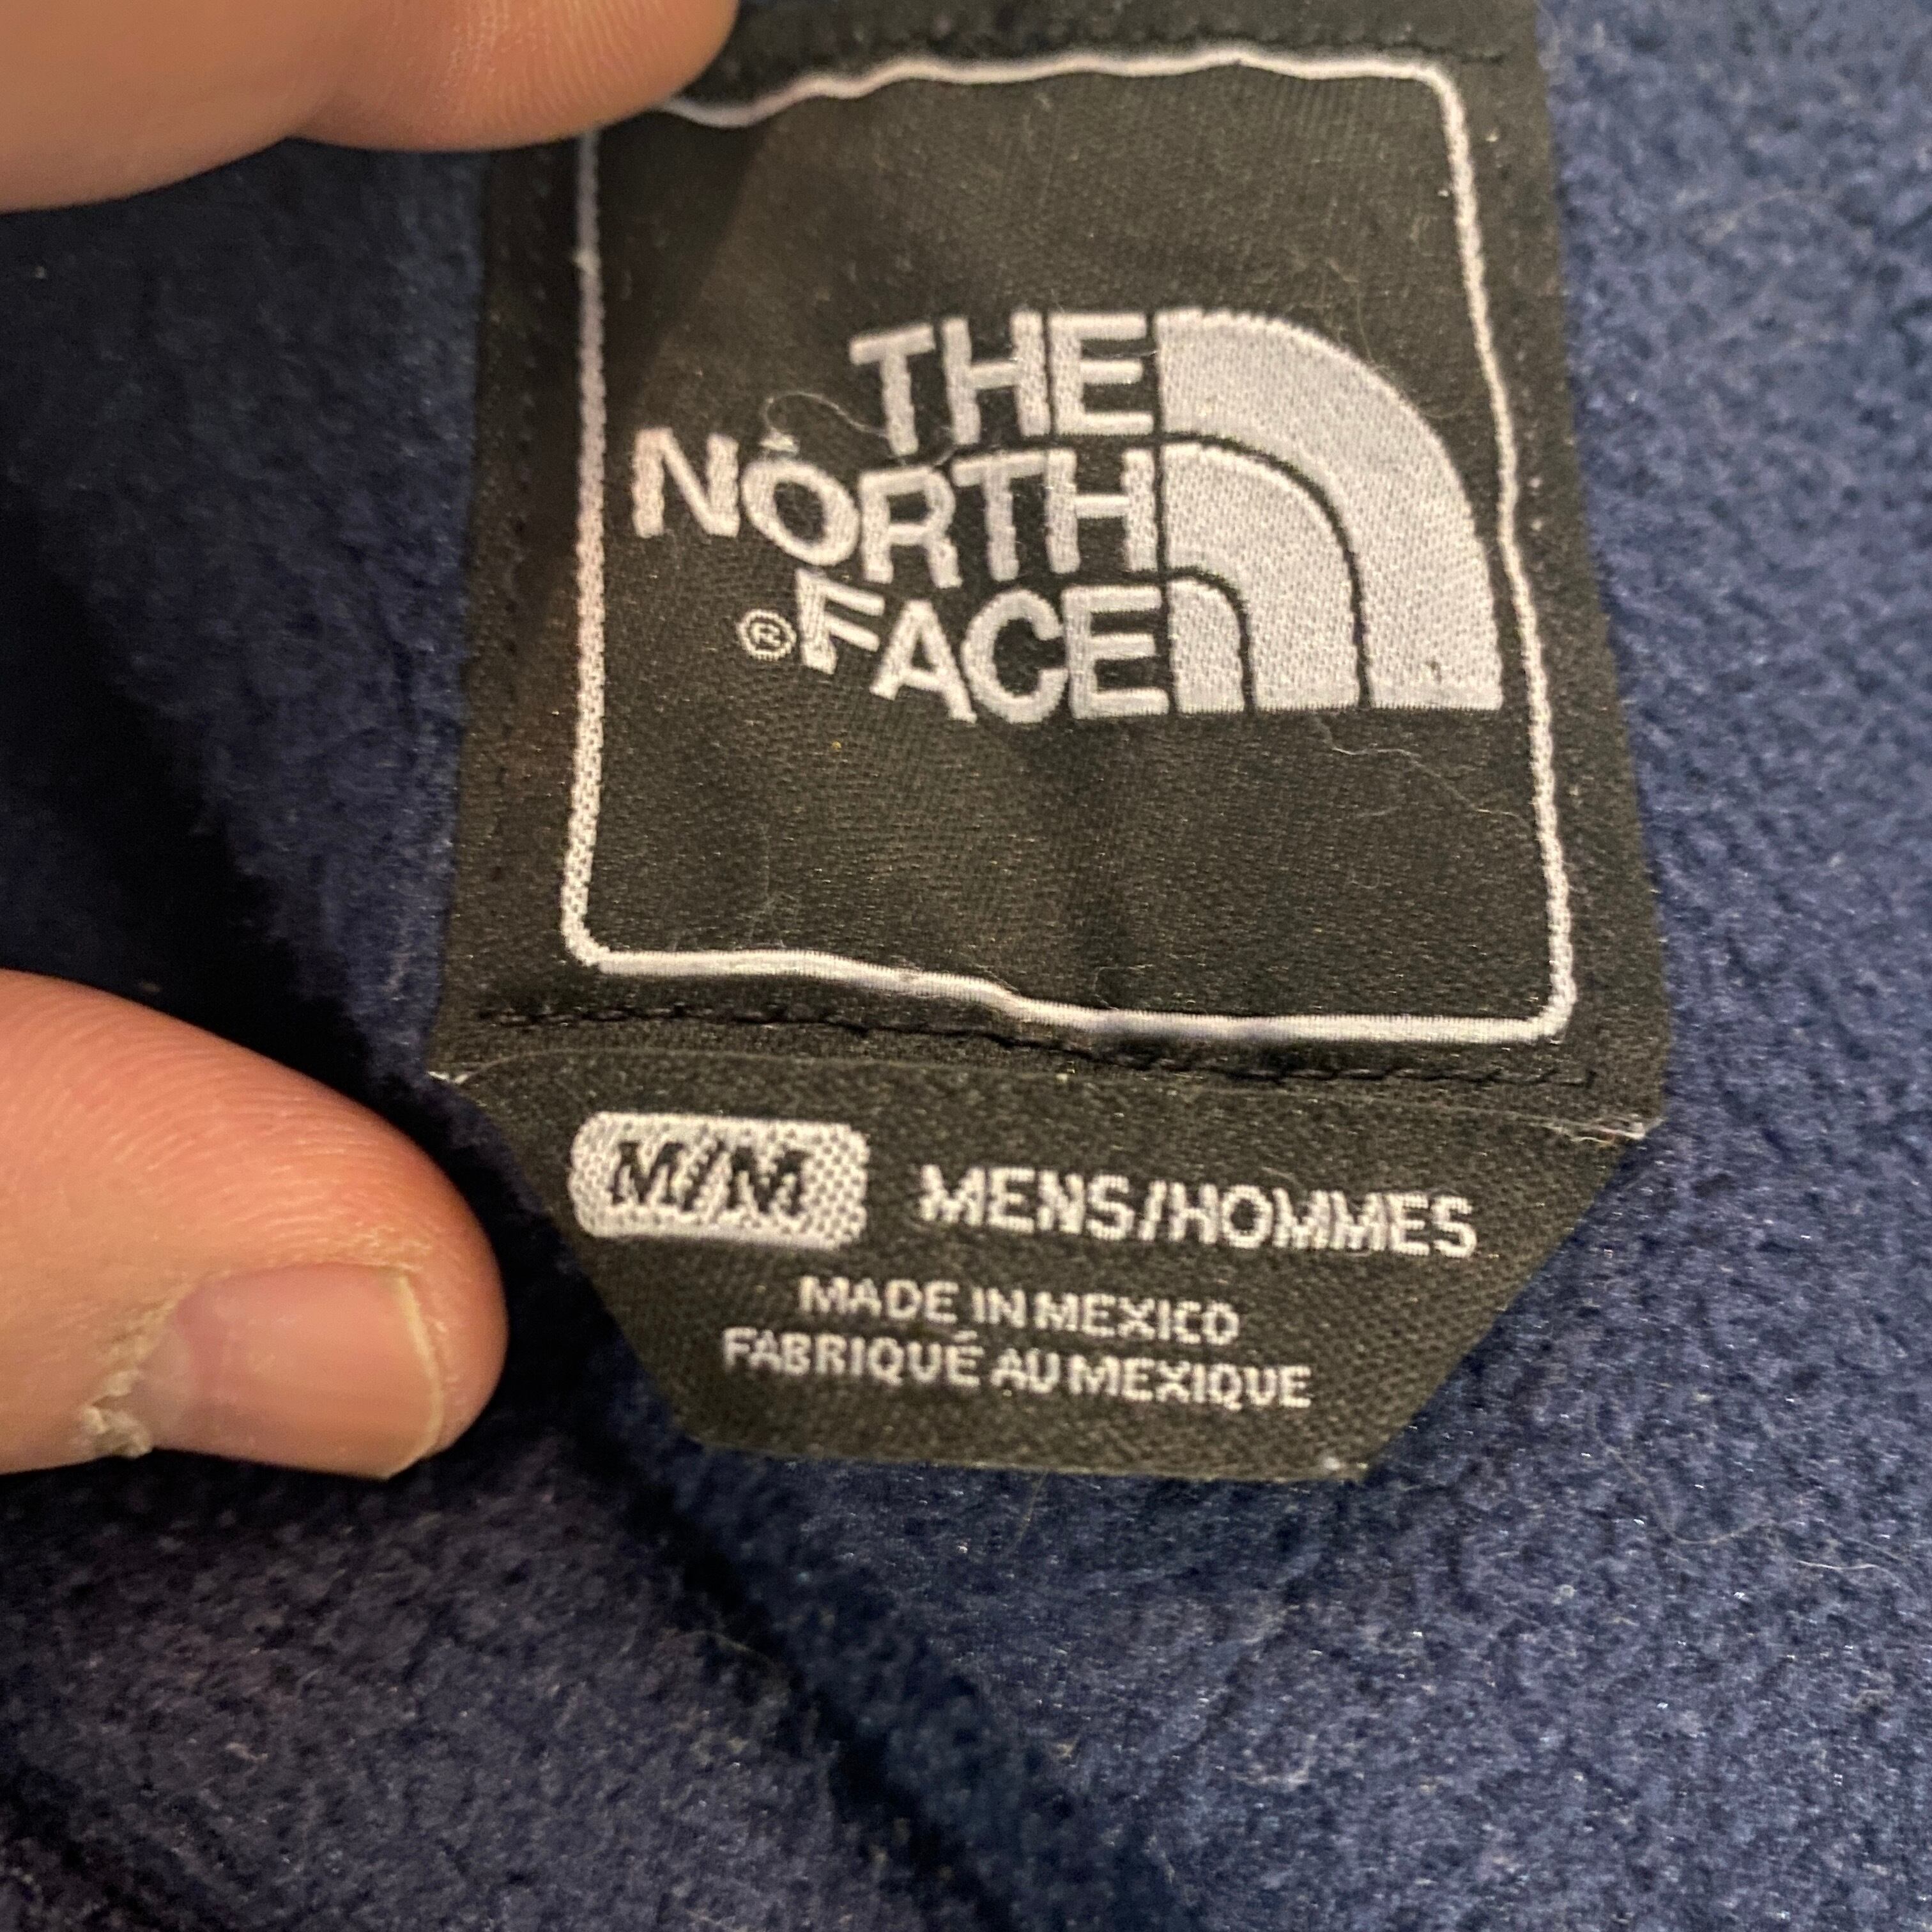 THE
NORTH
FACE®
M/M MENS/HOMMES
MADE IN MEXICO
FABRIQUÉ AU MEXIQUE